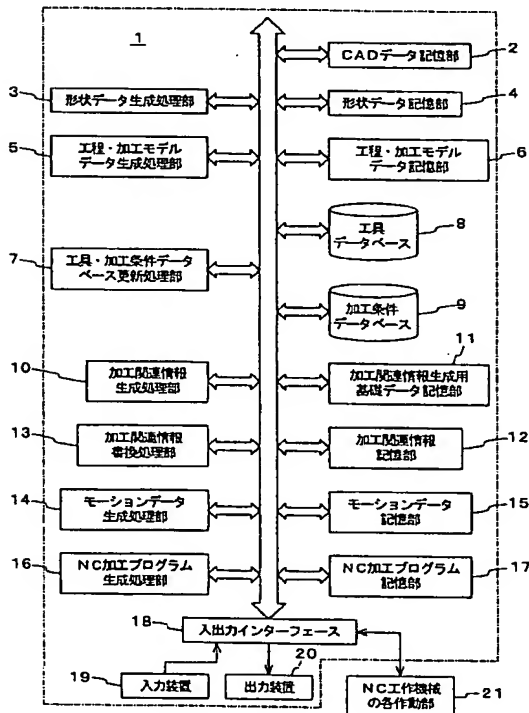 1
CADデータ記憶部
2
3
形状データ生成処理部
形状データ記憶部
4
5
工程・加工モデル
データ生成処理部
工程・加工モデル
データ記憶部
6
工具
データベース
8
7
工具・加工条件データ
ベース更新処理部
加工条件
データベース
9
10
加工関連情報
生成処理部
11
加工関連情報生成用
基礎データ記憶部
13
加工関連情報
書換処理部
加工関連情報
記憶部
12
14
モーションデータ
生成処理部
モーションデータ
記憶部
15
16
NC加工プログラム
生成処理部
NC加工プログラム
記憶部
17
18
入出力インターフェース
19
入力装置
20
出力装置
NC工作機械
の各作動部
21